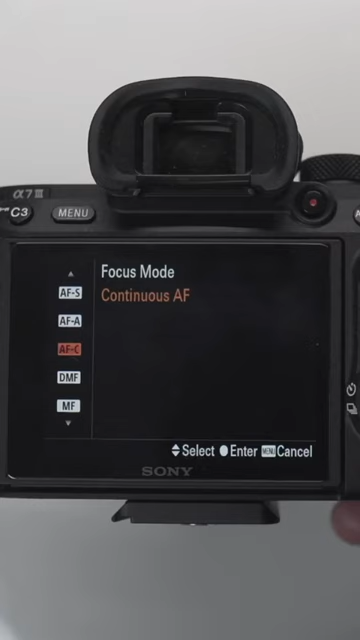 α7III
C3
MENU
Focus Mode
Continuous AF
AF-S
AF-A
AF-C
DMF
MF
Select Enter MENU Cancel
SONY